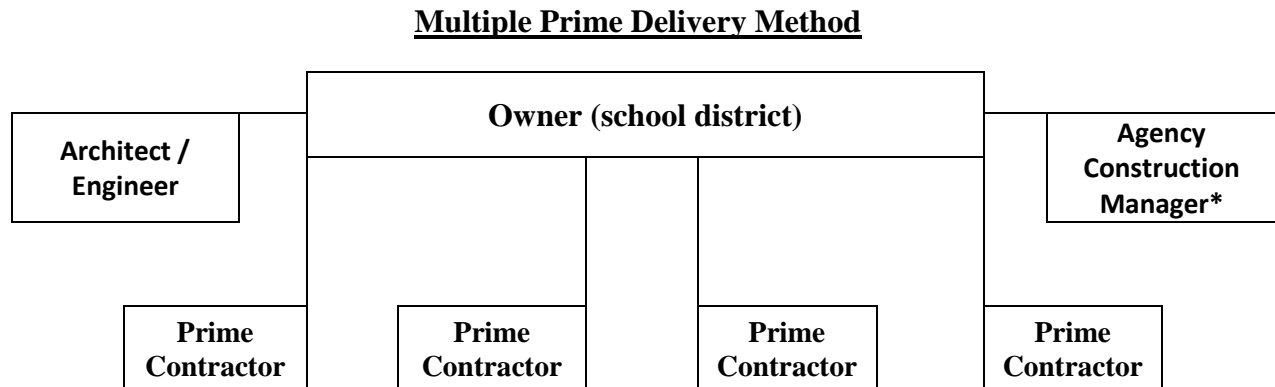 Multiple Prime Delivery Method
Owner (school district)
Architect /
Engineer
Agency
Construction
Manager*
Prime
Contractor
Prime
Contractor
Prime
Contractor
Prime
Contractor